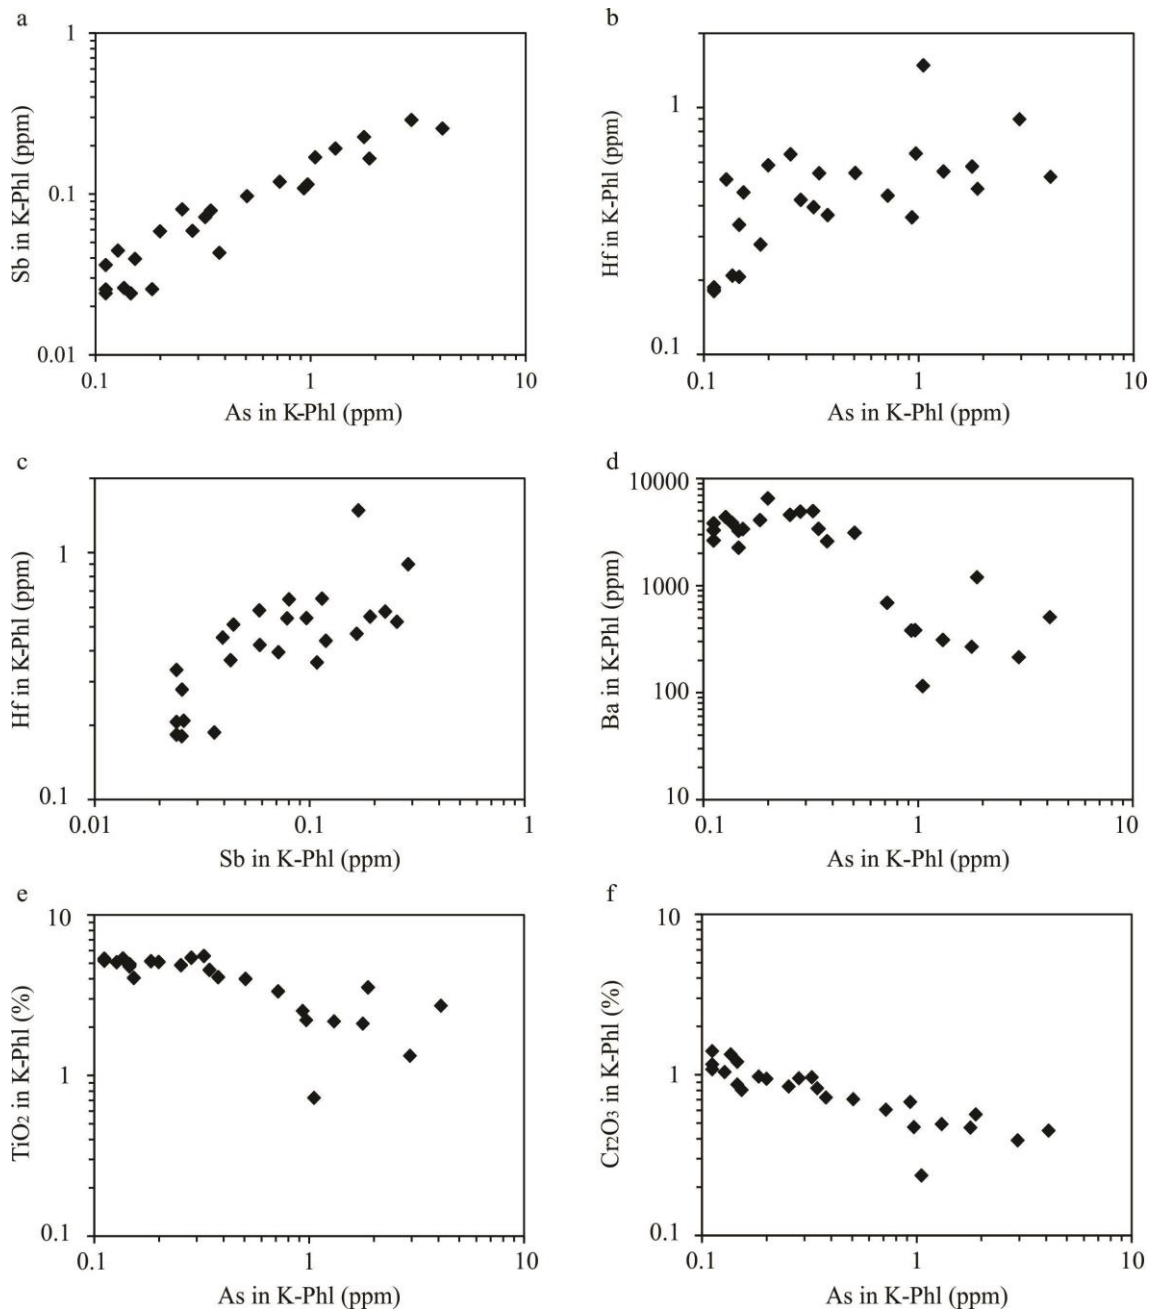 a
1
0.1
0.01
Sb in K-Phl (ppm)
0.1
1
10
As in K-Phl (ppm)
b
1
0.1
Hf in K-Phl (ppm)
0.1
1
10
As in K-Phl (ppm)
c
1
0.1
Hf in K-Phl (ppm)
0.01
0.1
1
Sb in K-Phl (ppm)
d
10000
1000
100
10
Ba in K-Phl (ppm)
0.1
1
10
As in K-Phl (ppm)
e
10
1
0.1
TiO2 in K-Phl (%)
0.1
1
10
As in K-Phl (ppm)
f
10
1
0.1
Cr2O3 in K-Phl (%)
0.1
1
10
As in K-Phl (ppm)